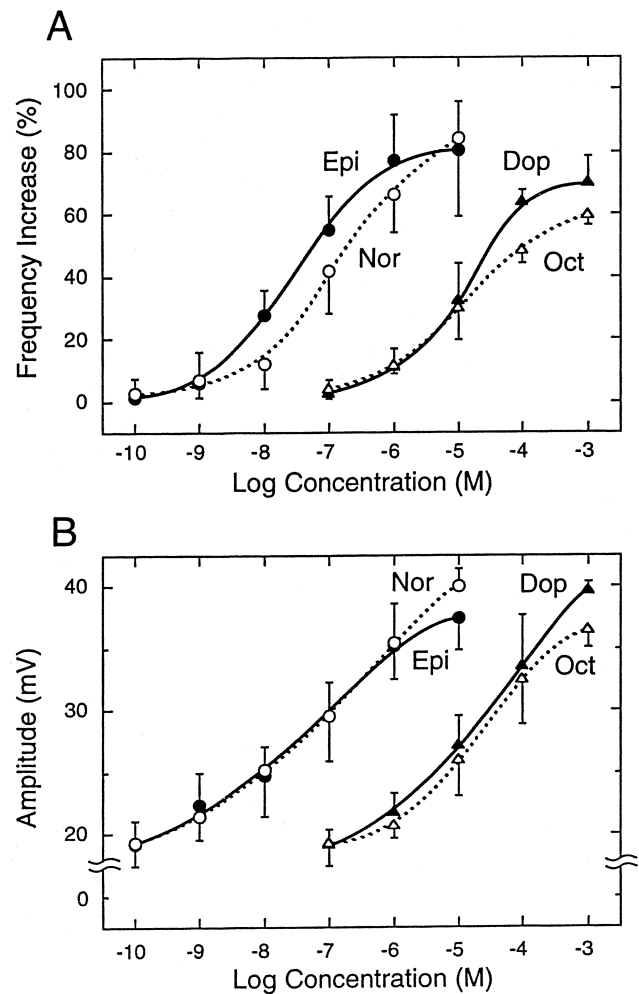 A
Frequency Increase (%)
100
80
60
40
20
0
Epi
Nor
Dop
Oct
-10 -9 -8 -7 -6 -5 -4 -3
Log Concentration (M)
B
Amplitude (mV)
40
30
20
0
Nor
Epi
Dop
Oct
-10 -9 -8 -7 -6 -5 -4 -3
Log Concentration (M)